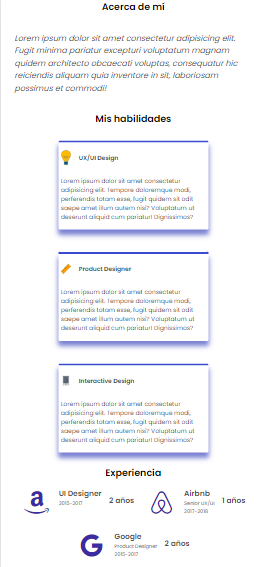 Acerca de mí
Lorem ipsum dolor sit amet consectetur adipisicing elit.
Fugit minima pariatur excepturi voluptatum magnam
quidem architecto obcaecati voluptas, consequatur hic
reiciendis aliquam quia inventore in sit, laboriosam
possimus et commodi!
Mis habilidades
UX/UI Design
Lorem ipsum dolor sit amet consectetur
adipisicing elit. Tempore doloremque modi,
perferendis totam esse, fugit quidem sit odit
saepe amet illum autem nisi? Voluptatum ut
deserunt aliquid cum pariatur! Dignissimos?
Product Designer
Lorem ipsum dolor sit amet consectetur
adipisicing elit. Tempore doloremque modi,
perferendis totam esse, fugit quidem sit odit
saepe amet illum autem nisi? Voluptatum ut
deserunt aliquid cum pariatur! Dignissimos?
Interactive Design
Lorem ipsum dolor sit amet consectetur
adipisicing elit. Tempore doloremque modi,
perferendis totam esse, fugit quidem sit odit
saepe amet illum autem nisi? Voluptatum ut
deserunt aliquid cum pariatur! Dignissimos?
Experiencia
UI Designer
2015-2017
2 años
Airbnb
Senior UX/UI
2017-2018
1 años
Google
Product Designer
2015-2017
2 años